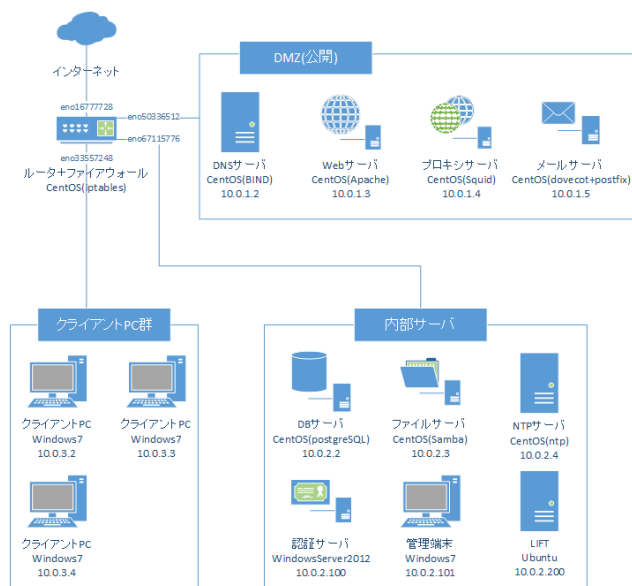 インターネット
eno16777728
eno50336512
eno67115776
eno33557248
ルータ+ファイアウォール
CentOS(iptables)
DMZ(公開)
DNSサーバ
CentOS(BIND)
10.0.1.2
Webサーバ
CentOS(Apache)
10.0.1.3
プロキシサーバ
CentOS(Squid)
10.0.1.4
メールサーバ
CentOS(dovecot+postfix)
10.0.1.5
クライアントPC群
クライアントPC
Windows7
10.0.3.2
クライアントPC
Windows7
10.0.3.3
クライアントPC
Windows7
10.0.3.4
内部サーバ
DBサーバ
CentOS(postgreSQL)
10.0.2.2
ファイルサーバ
CentOS(Samba)
10.0.2.3
NTPサーバ
CentOS(ntp)
10.0.2.4
認証サーバ
WindowsServer2012
10.0.2.100
管理端末
Windows7
10.0.2.101
LIFT
Ubuntu
10.0.2.200